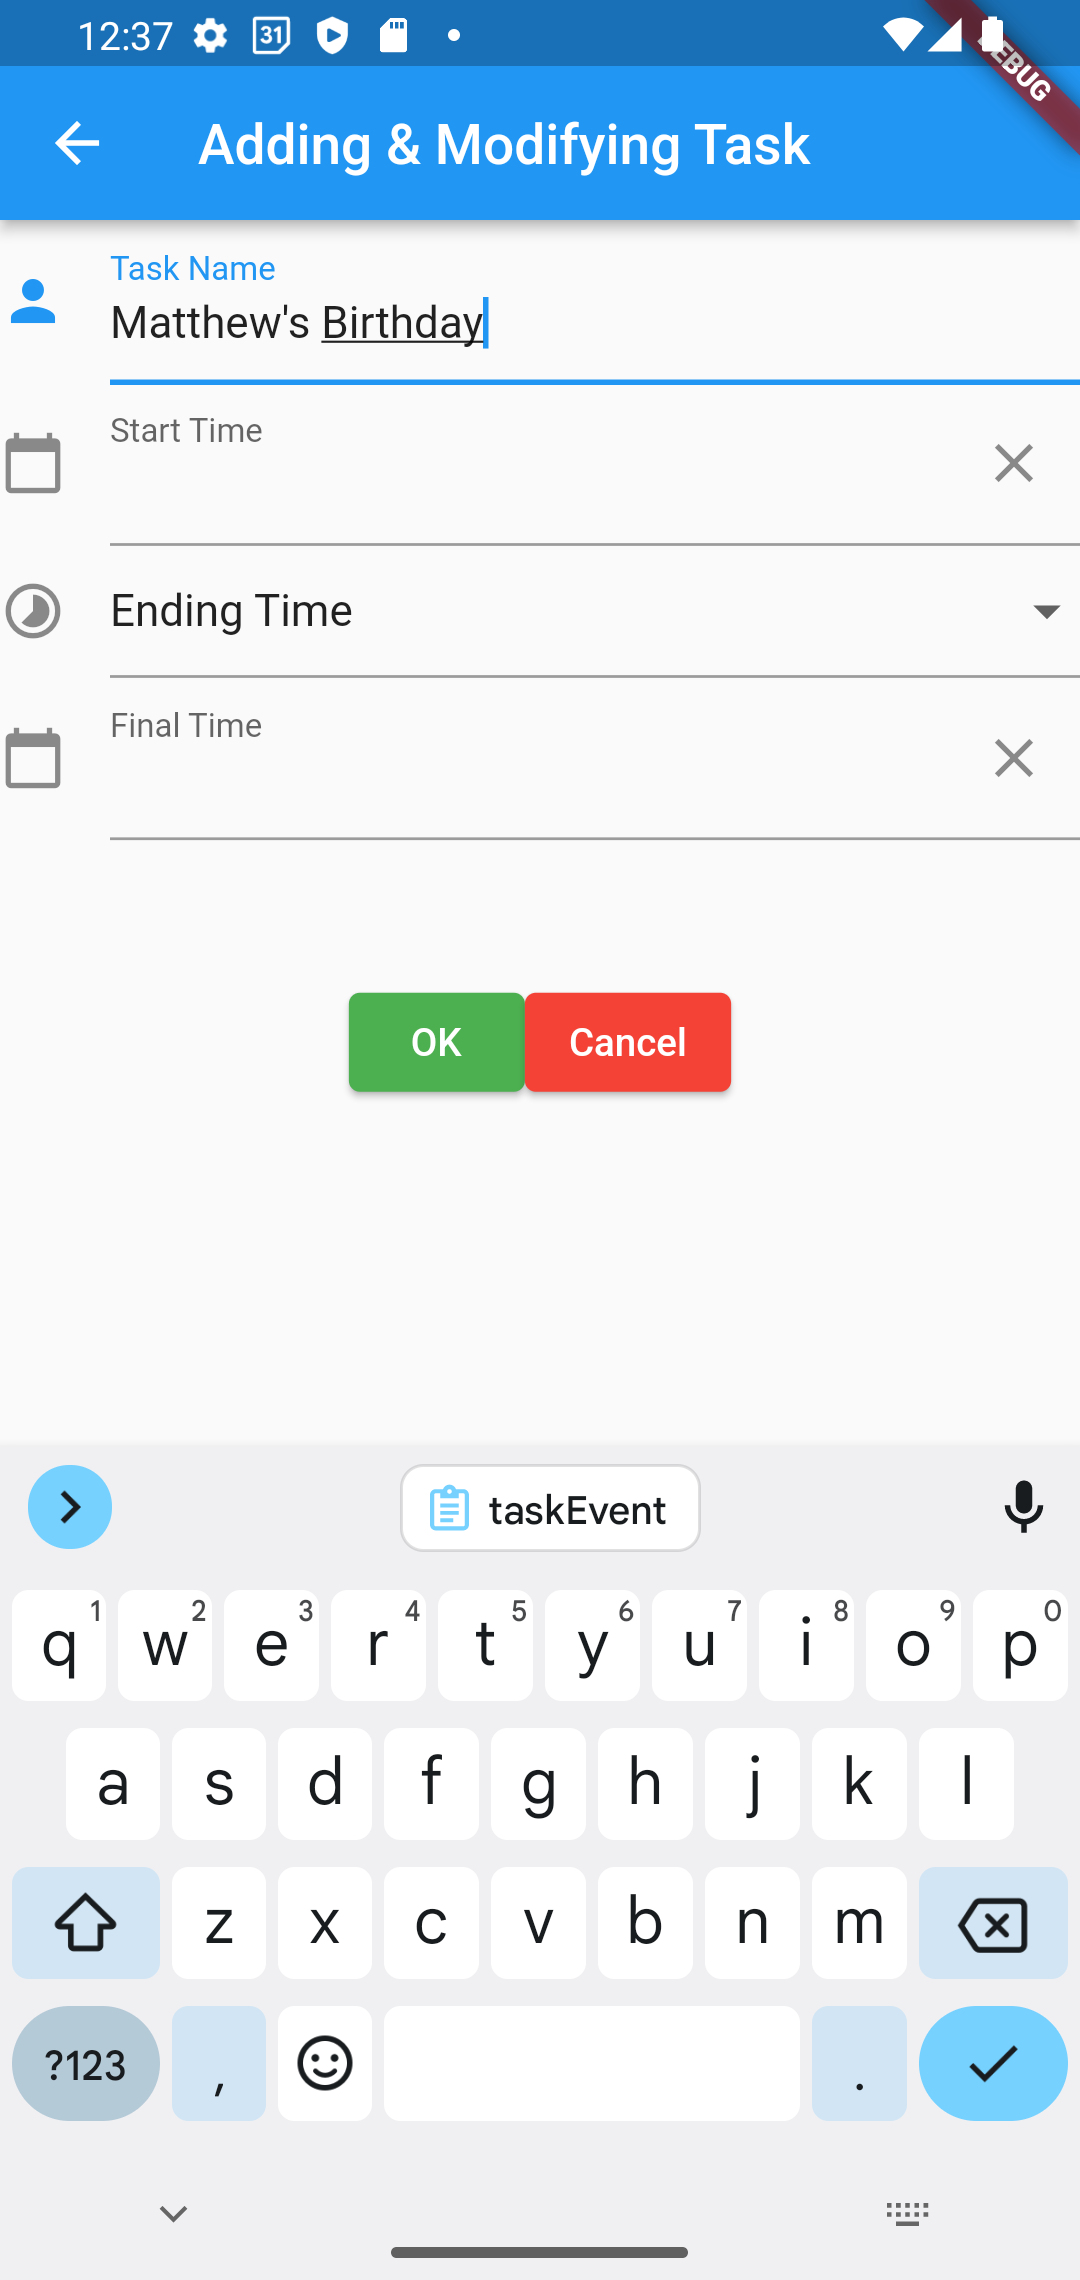 12:37 31
DEBUG
Adding & Modifying Task
Task Name
Matthew's Birthday
Start Time
Ending Time
Final Time
OK Cancel
taskEvent
q 1 w 2 e 3 r 4 t 5 y 6 u 7 i 8 o 9 p 0
a s d f g h j k l
z x c v b n m
?123 , .